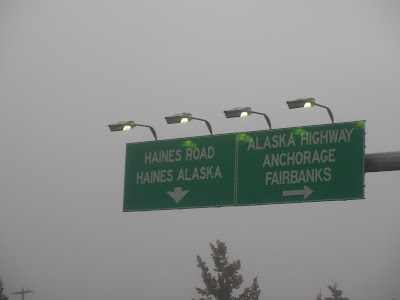 HAINES ROAD
HAINES ALASKA
ALASKA HIGHWAY
ANCHORAGE
FAIRBANKS